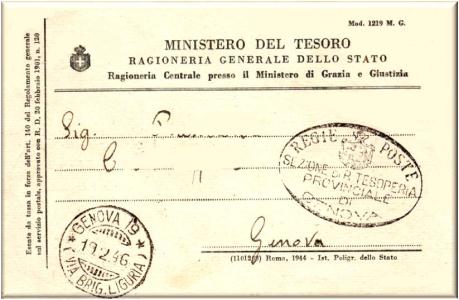 Mod. 1219 M. G.
MINISTERO DEL TESORO
RAGIONERIA GENERALE DELLO STATO
Ragioneria Centrale presso il Ministero di Grazia e Giustizia
Esente da tassa in forza dell'art. 140 del Regolamento generale
sul servizio postale, approvato con R. D. 20 febbraio 1901, n. 120
Sig.
REGIE POSTE
SEZIONE DI R. TESORERIA
PROVINCIALE
DI
GENOVA
GENOVA 19
19.2.46
VIA BRIG. LIGURIA
Genova
(1101209) Roma, 1944 - Ist. Poligr. dello Stato